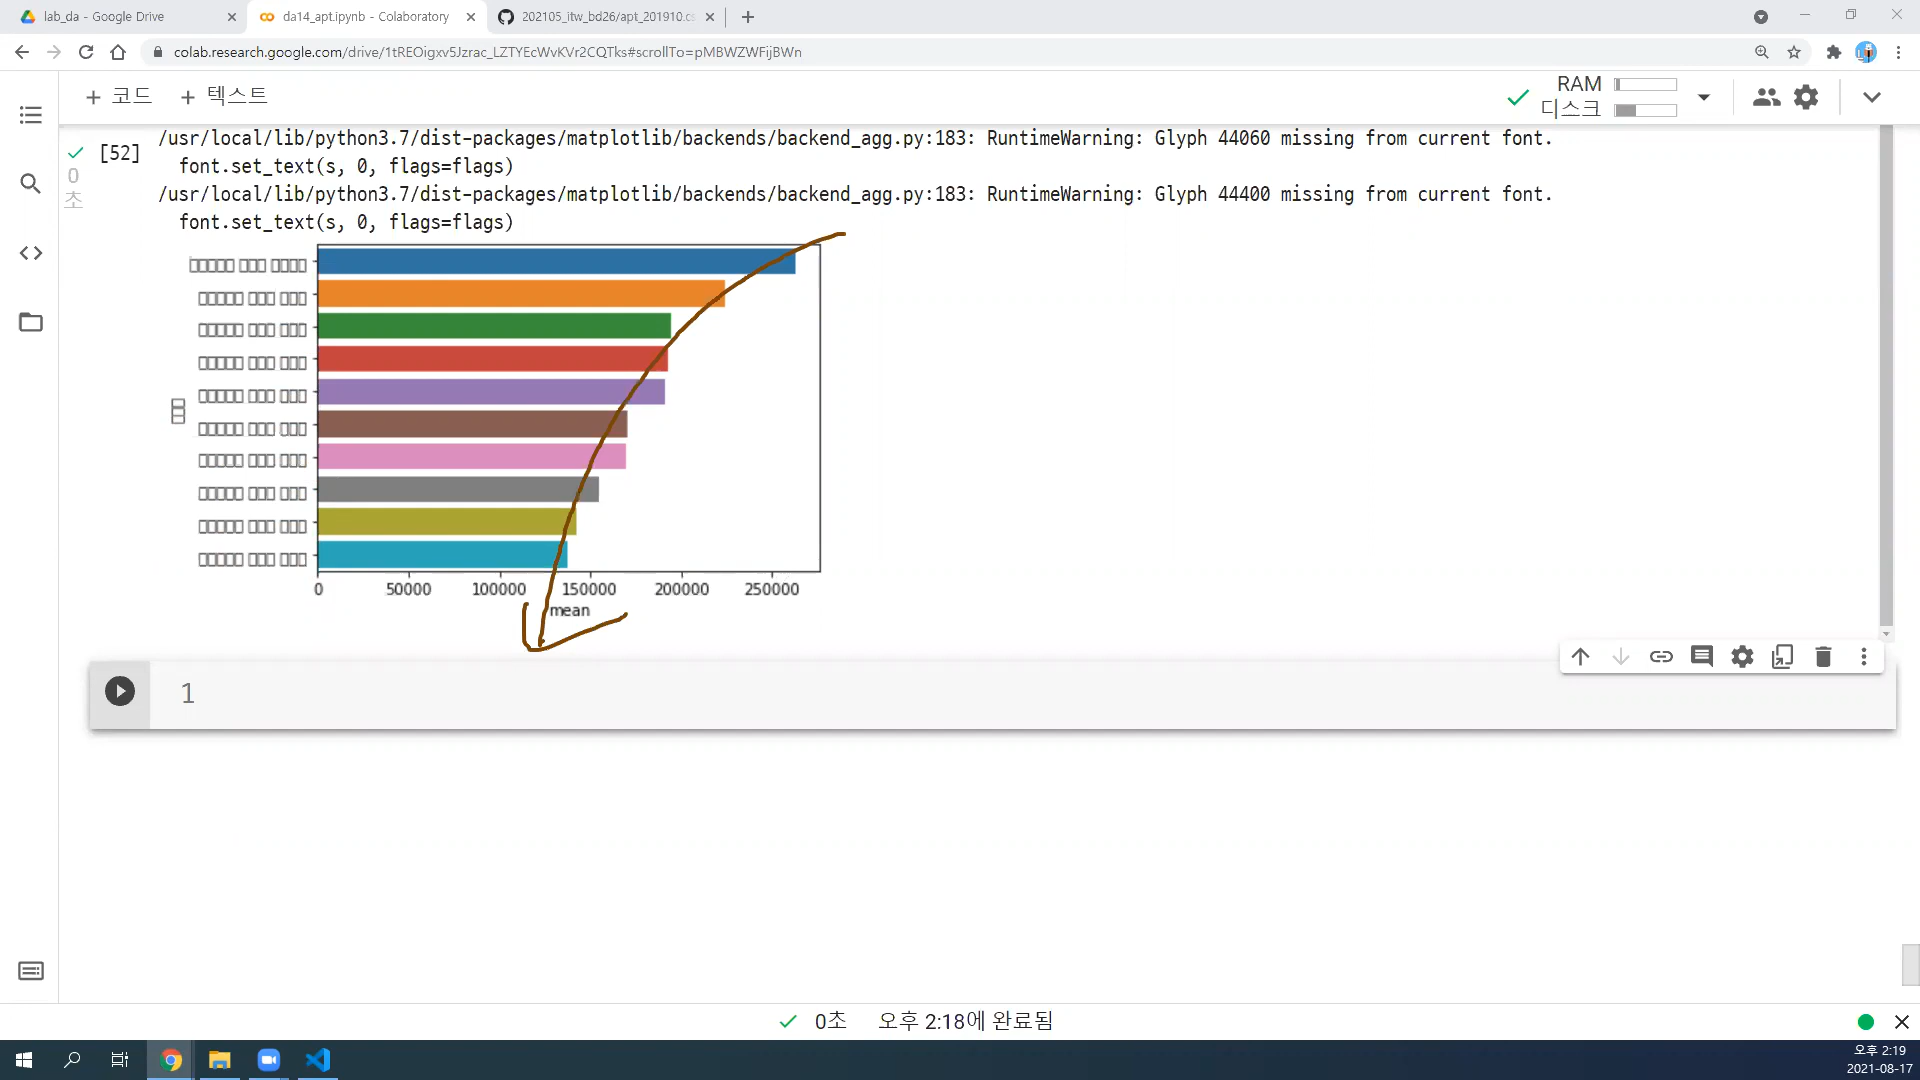 lab_da - Google Drive
da14_apt.ipynb - Colaboratory
202105_itw_bd26/apt_201910.cs
colab.research.google.com/drive/1tREOigxv5Jzrac_LZTYEcWvKVr2CQTks#scrollTo=pMBWZWFijBWn
+ 코드 + 텍스트
RAM
디스크
[52]
0
초
/usr/local/lib/python3.7/dist-packages/matplotlib/backends/backend_agg.py:183: RuntimeWarning: Glyph 44060 missing from current font.
font.set_text(s, 0, flags=flags)
/usr/local/lib/python3.7/dist-packages/matplotlib/backends/backend_agg.py:183: RuntimeWarning: Glyph 44400 missing from current font.
font.set_text(s, 0, flags=flags)
0 50000 100000 150000 200000 250000
mean
1
0초 오후 2:18에 완료됨
오후 2:19
2021-08-17